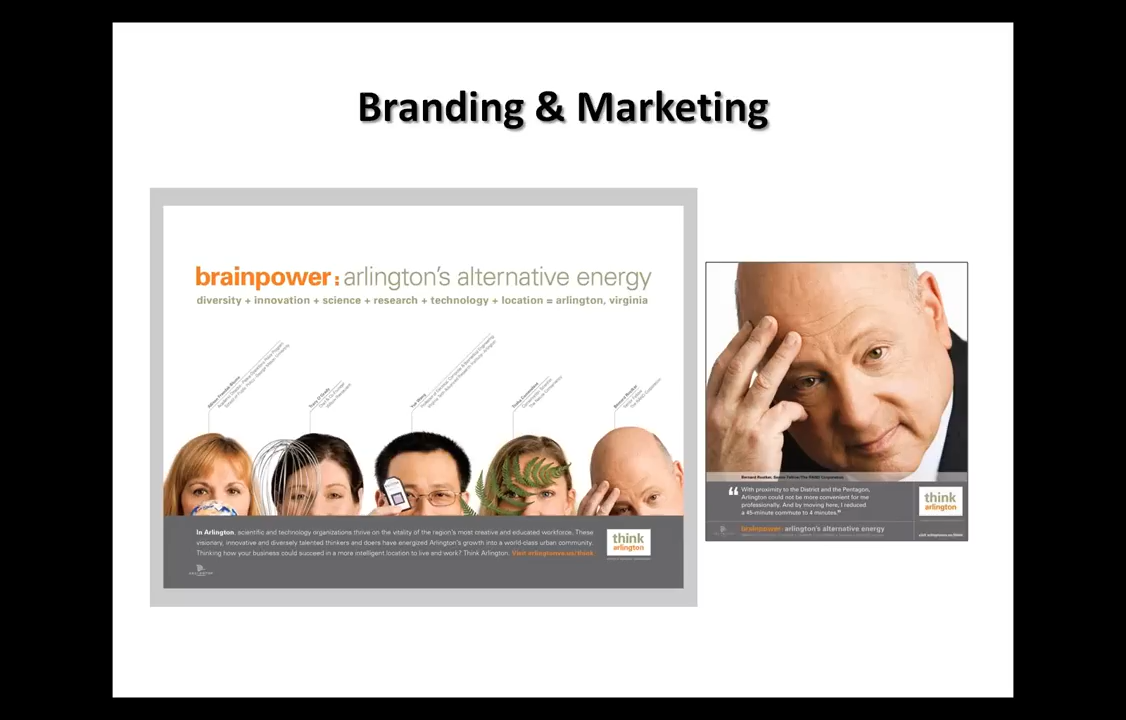 Branding & Marketing
brainpower: arlington's alternative energy
diversity + innovation + science + research + technology + location = arlington, virginia
In Arlington, scientific and technology organizations thrive on the vitality of the region's most creative and educated workforce. These
visionary, innovative and diversely talented thinkers and doers have energized Arlington's growth into a world-class urban community.
Thinking how your business could succeed in a more intelligent location to live and work? Think Arlington. Visit arlingtonva.us/think
think
arlington
“ With proximity to the District and the Pentagon,
Arlington could not be more convenient for me
professionally. And by moving here, I reduced
a 45-minute commute to 4 minutes.”
think
arlington
brainpower: arlington's alternative energy
visit arlingtonva.us/think